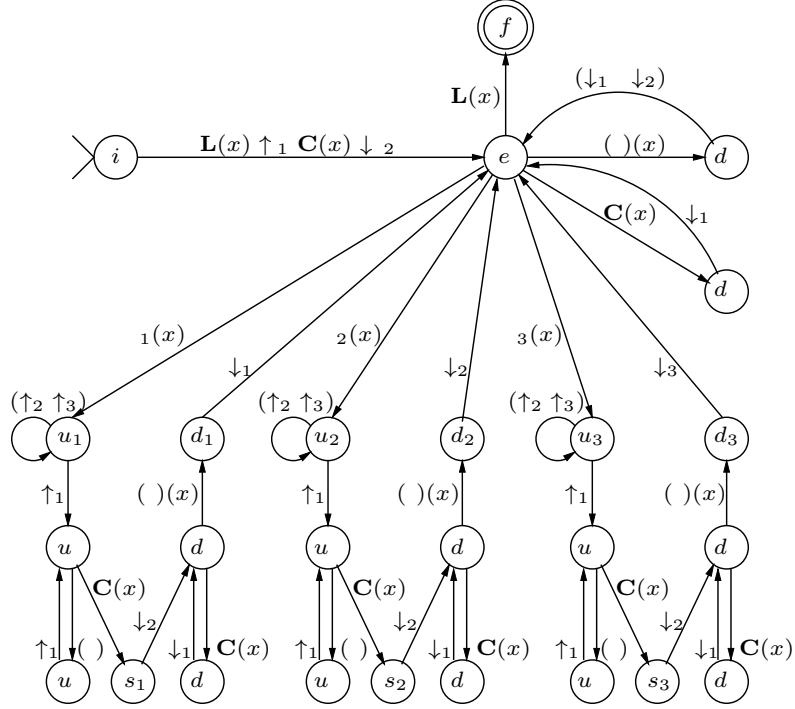 f
L(x) (↓₁ ↓₂)
i L(x) ↑₁ C(x) ↓₂ e ( )(x) d
C(x) ↓₁
d
₁(x) ↓₁ ₂(x) ↓₂ ₃(x) ↓₃
(↑₂ ↑₃) (↑₂ ↑₃) (↑₂ ↑₃)
u₁ d₁ u₂ d₂ u₃ d₃
↑₁ ( )(x) ↑₁ ( )(x) ↑₁ ( )(x)
u d u d u d
C(x) C(x) C(x)
↓₂ ↓₂ ↓₂
↑₁ ( ) ↓₁ C(x) ↑₁ ( ) ↓₁ C(x) ↑₁ ( ) ↓₁ C(x)
u s₁ d u s₂ d u s₃ d